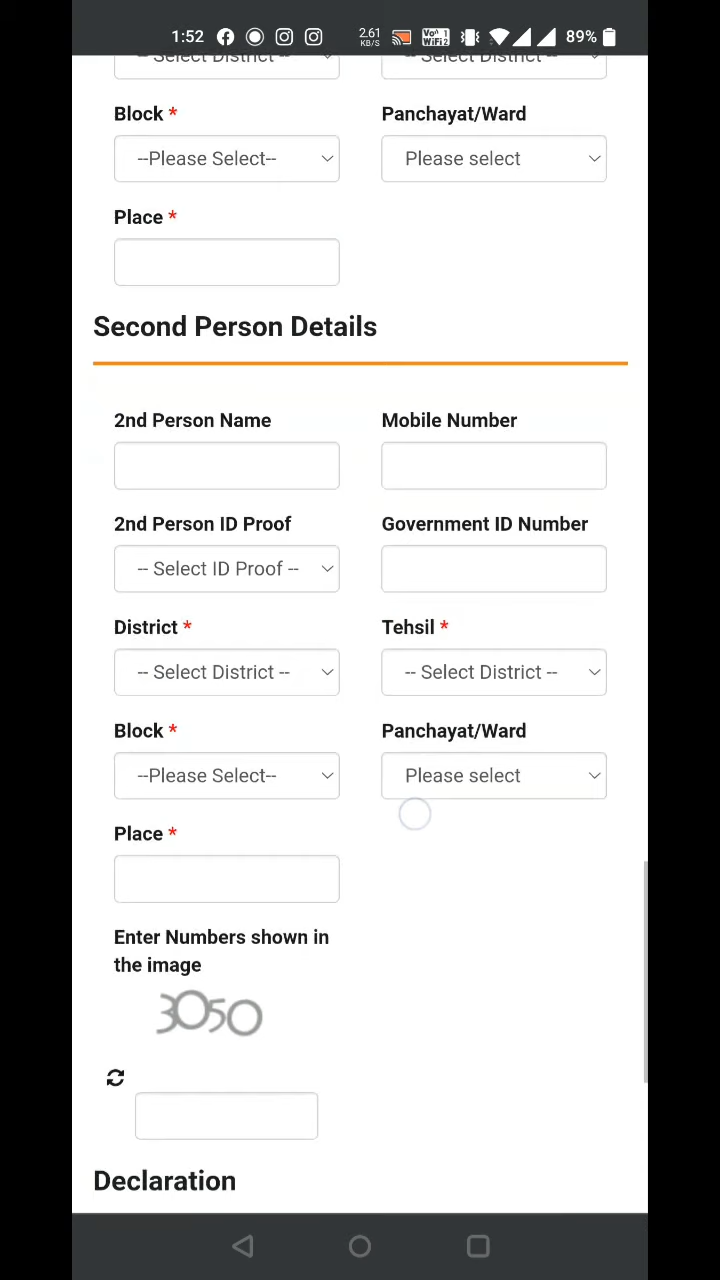 1:52 2.61 KB/S Vo 1 WiFi2 89%
-- Select District -- -- Select District --
Block * Panchayat/Ward
--Please Select-- Please select
Place *
Second Person Details
2nd Person Name Mobile Number
2nd Person ID Proof Government ID Number
-- Select ID Proof --
District * Tehsil *
-- Select District -- -- Select District --
Block * Panchayat/Ward
--Please Select-- Please select
Place *
Enter Numbers shown in
the image
3050
Declaration